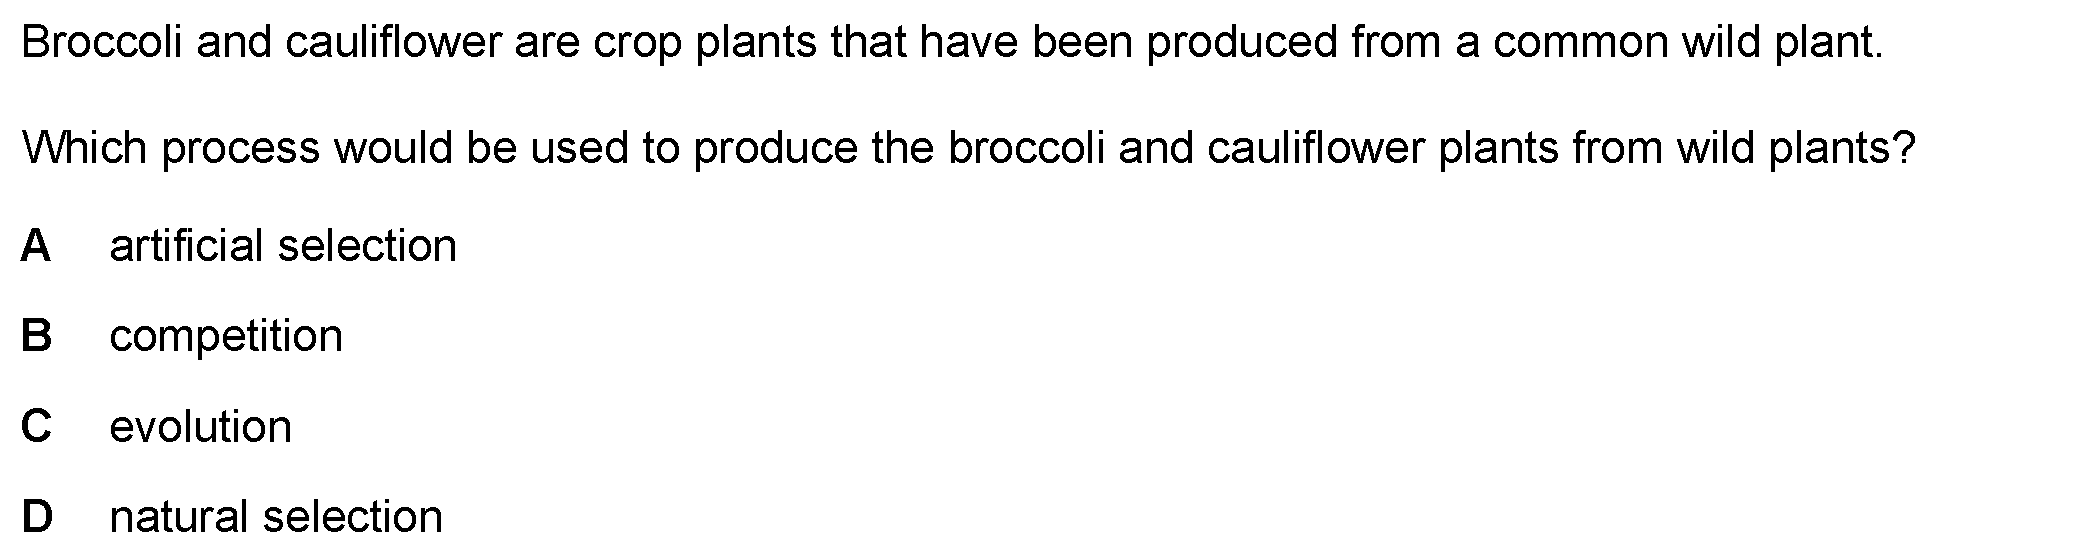 Broccoli and cauliflower are crop plants that have been produced from a common wild plant.
Which process would be used to produce the broccoli and cauliflower plants from wild plants?
A artificial selection
B competition
C evolution
D natural selection